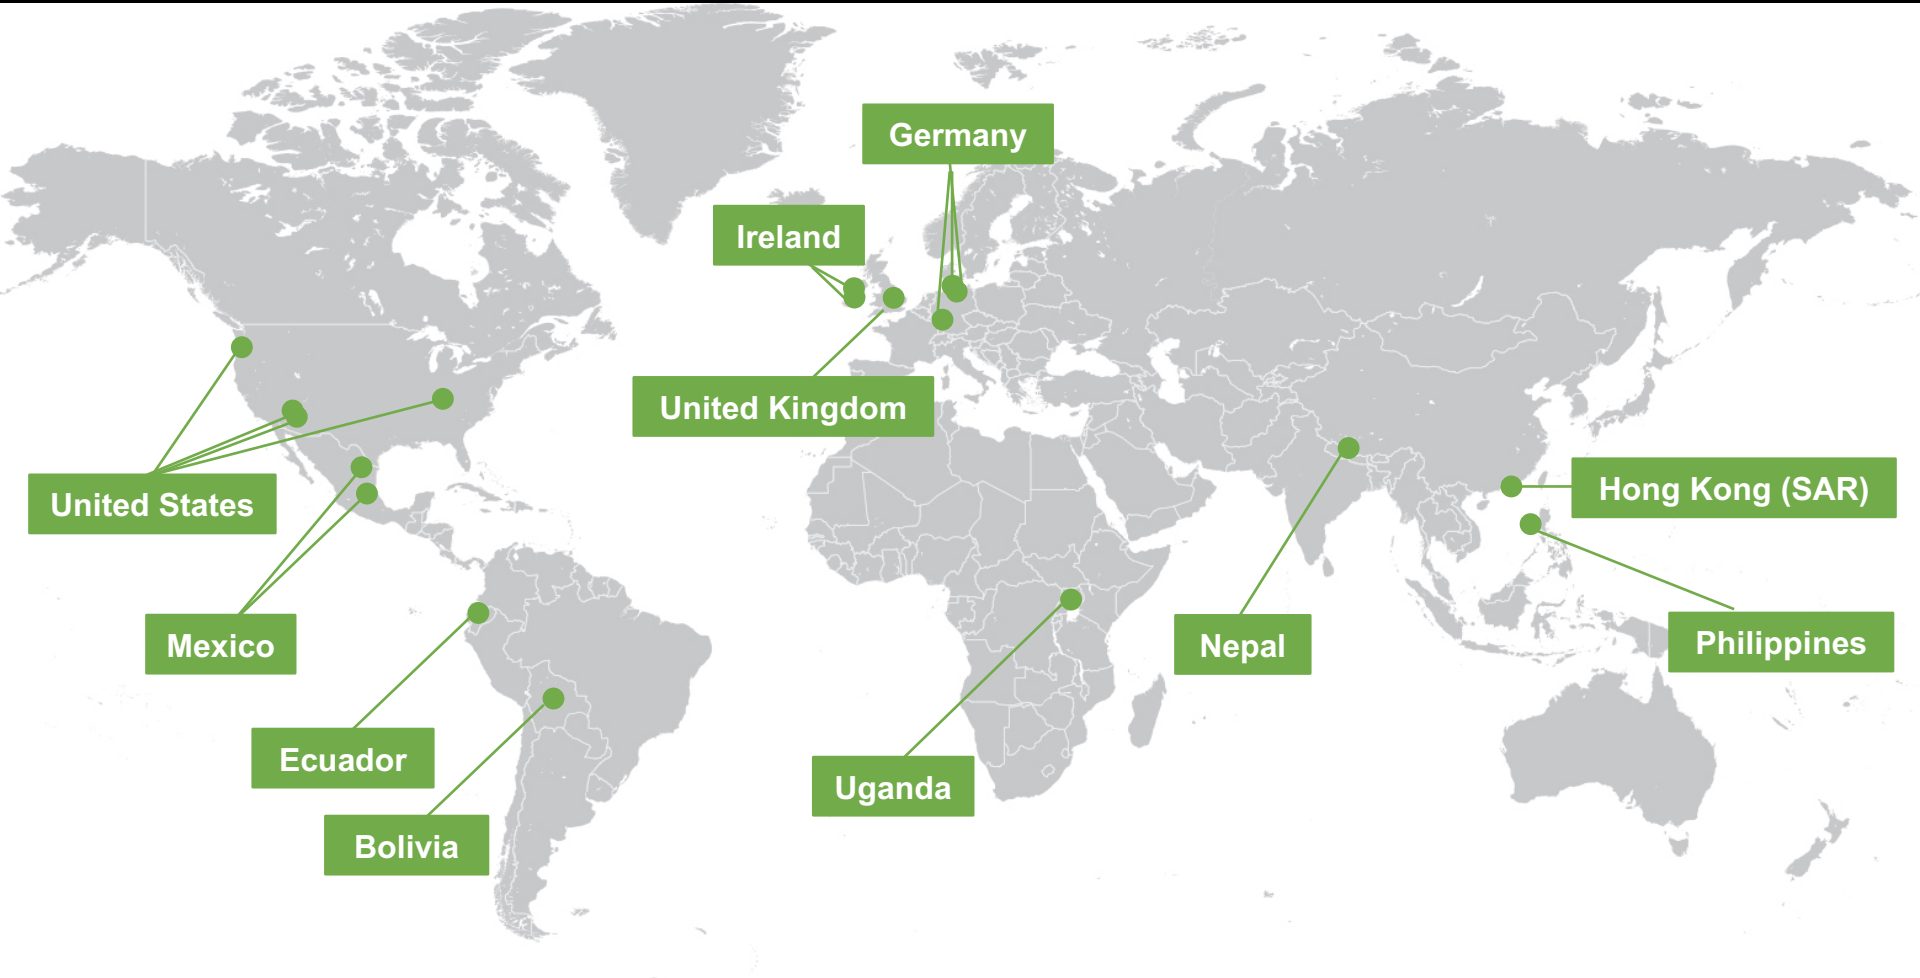 Germany
Ireland
United Kingdom
United States
Hong Kong (SAR)
Mexico
Nepal
Philippines
Ecuador
Uganda
Bolivia